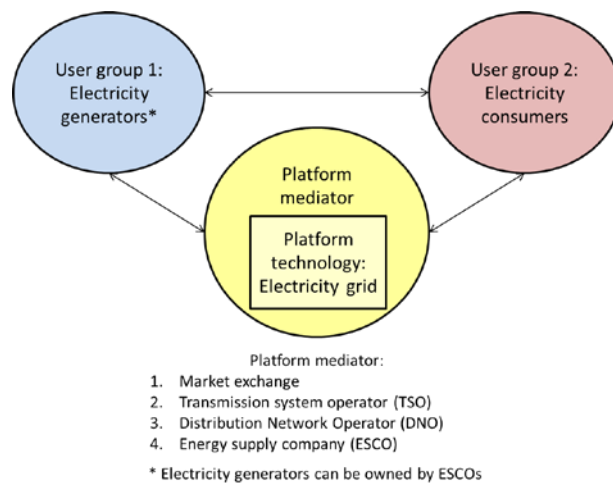 User group 1:
Electricity
generators*
User group 2:
Electricity
consumers
Platform
mediator
Platform
technology:
Electricity grid
Platform mediator:
1. Market exchange
2. Transmission system operator (TSO)
3. Distribution Network Operator (DNO)
4. Energy supply company (ESCO)
* Electricity generators can be owned by ESCOs